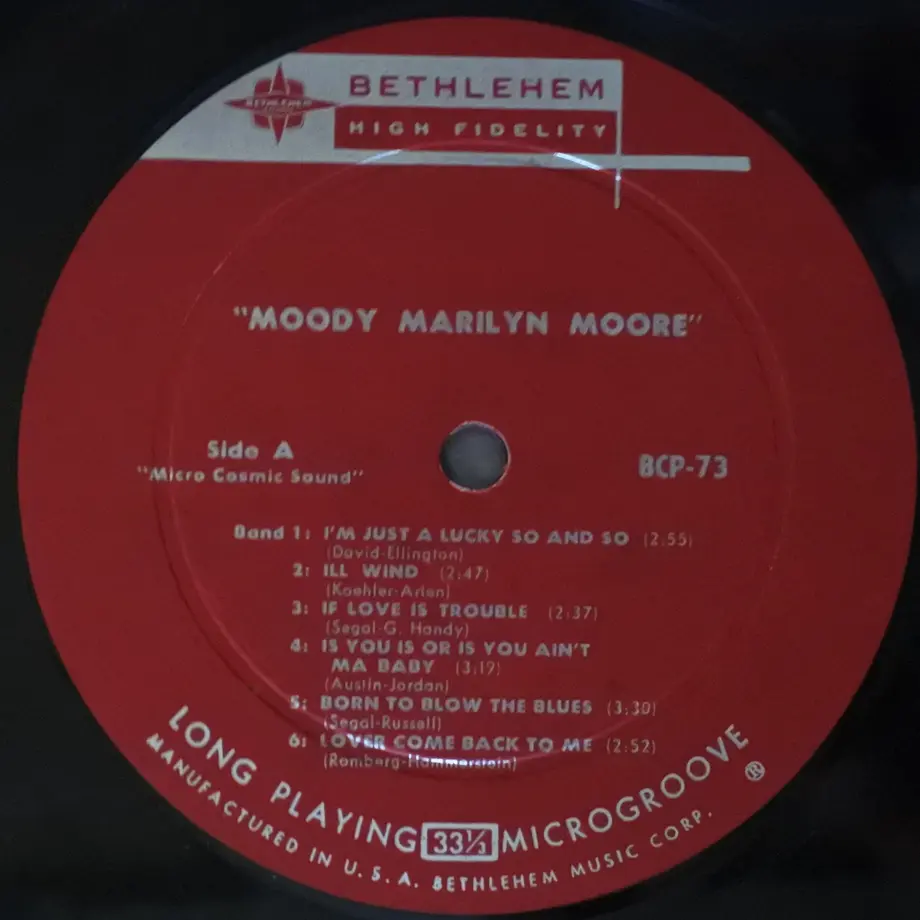 BETHLEHEM
BETHLEHEM
HIGH FIDELITY
"MOODY MARILYN MOORE"
Side A
"Micro Cosmic Sound"
BCP-73
Band 1: I'M JUST A LUCKY SO AND SO (2:55)
(David-Ellington)
2: ILL WIND (2:47)
(Koehler-Arlen)
3: IF LOVE IS TROUBLE (2:37)
(Segal-G. Handy)
4: IS YOU IS OR IS YOU AIN'T
MA BABY (3:19)
(Austin-Jordan)
5: BORN TO BLOW THE BLUES (3:30)
(Segal-Russell)
6: LOVER COME BACK TO ME (2:52)
(Romberg-Hammerstein)
LONG PLAYING 33⅓ MICROGROOVE
MANUFACTURED IN U.S.A. BETHLEHEM MUSIC CORP. ®